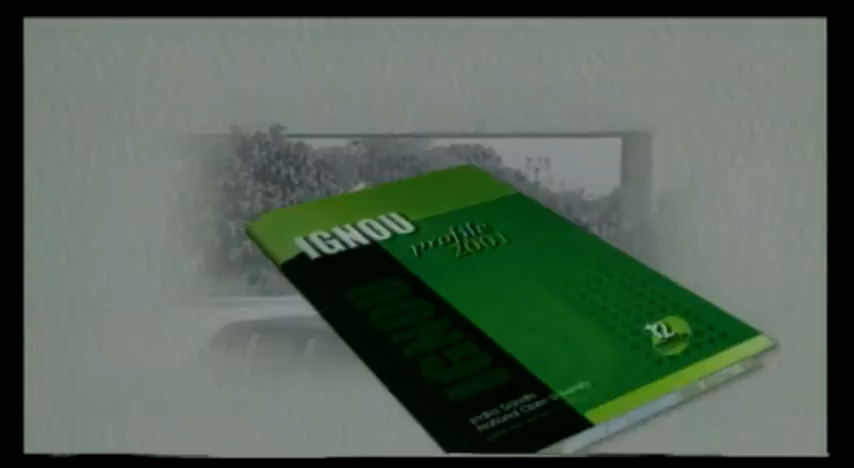 IGNOU
profile
2001
IGNOU
Indira Gandhi
National Open University